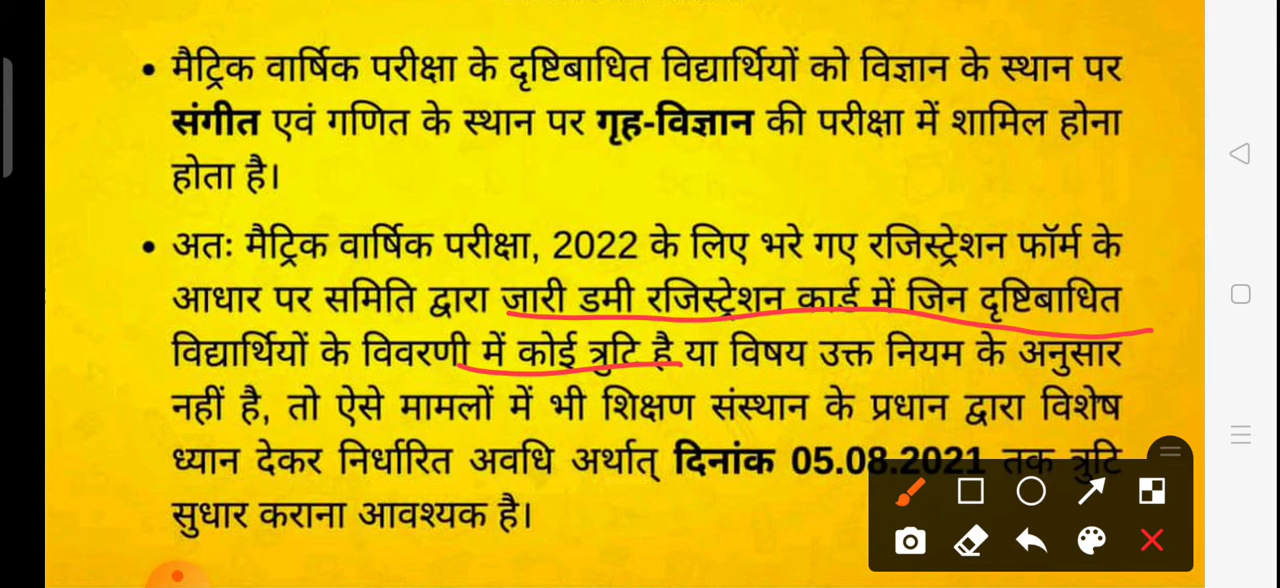 • मैट्रिक वार्षिक परीक्षा के दृष्टिबाधित विद्यार्थियों को विज्ञान के स्थान पर
संगीत एवं गणित के स्थान पर गृह-विज्ञान की परीक्षा में शामिल होना
होता है।
• अतः मैट्रिक वार्षिक परीक्षा, 2022 के लिए भरे गए रजिस्ट्रेशन फॉर्म के
आधार पर समिति द्वारा जारी डमी रजिस्ट्रेशन कार्ड में जिन दृष्टिबाधित
विद्यार्थियों के विवरणी में कोई त्रुटि है या विषय उक्त नियम के अनुसार
नहीं है, तो ऐसे मामलों में भी शिक्षण संस्थान के प्रधान द्वारा विशेष
ध्यान देकर निर्धारित अवधि अर्थात् दिनांक 05.08.2021 तक त्रुटि
सुधार कराना आवश्यक है।